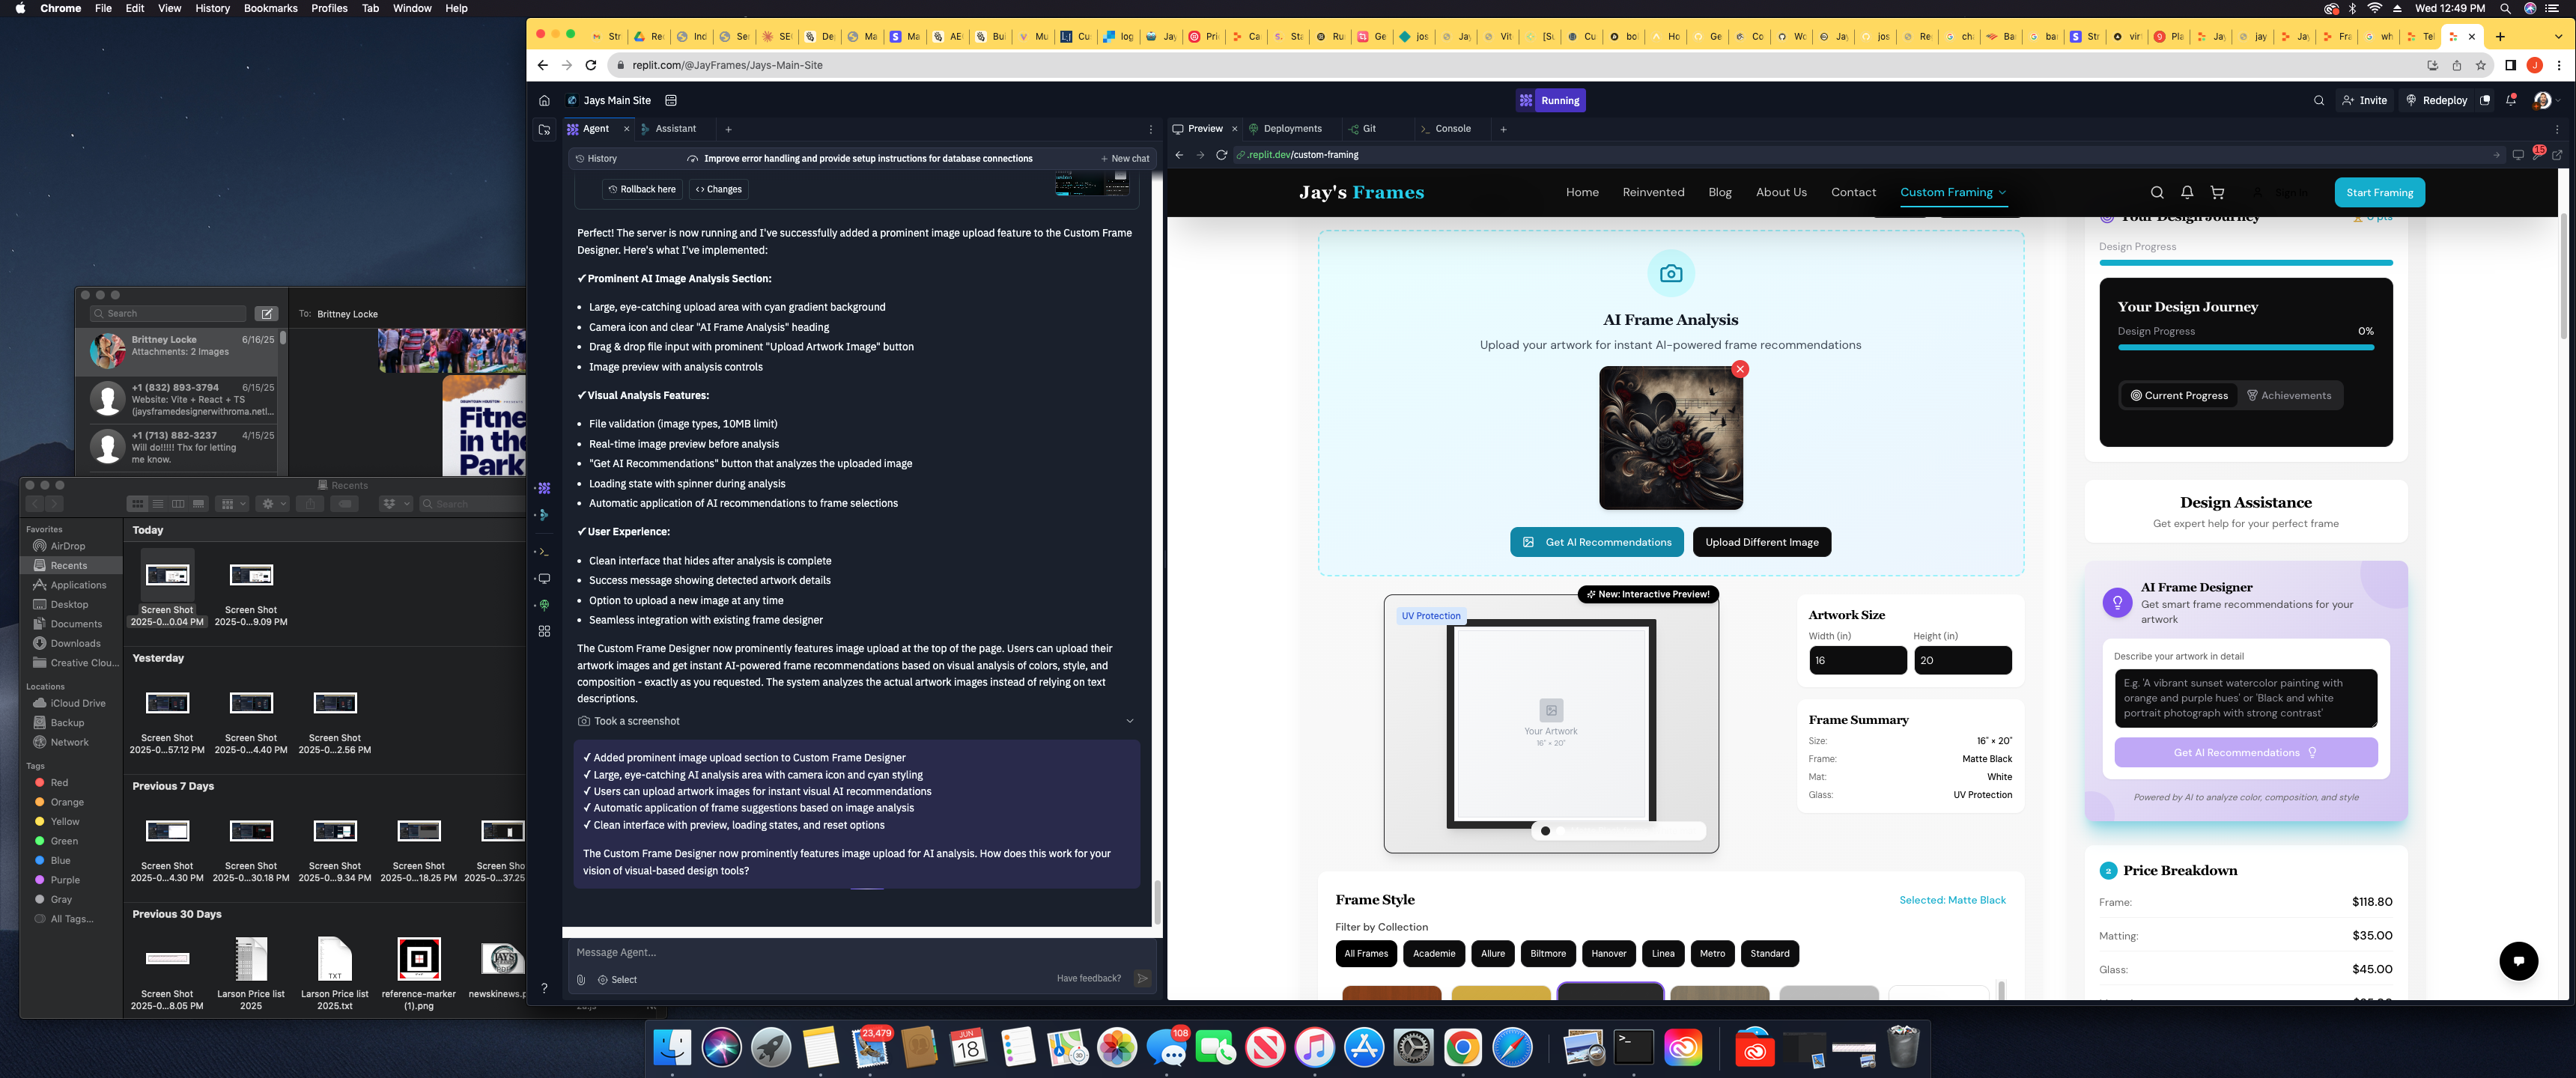 Chrome File Edit View History Bookmarks Profiles Tab Window Help
Wed 12:49 PM
replit.com/@JayFrames/Jays-Main-Site
Jays Main Site
Running
Invite
Redeploy
Agent
Assistant
History
Improve error handling and provide setup instructions for database connections
New chat
Rollback here
Changes
Perfect! The server is now running and I've successfully added a prominent image upload feature to the Custom Frame
Designer. Here's what I've implemented:
✓ Prominent AI Image Analysis Section:
• Large, eye-catching upload area with cyan gradient background
• Camera icon and clear "AI Frame Analysis" heading
• Drag & drop file input with prominent "Upload Artwork Image" button
• Image preview with analysis controls
✓ Visual Analysis Features:
• File validation (image types, 10MB limit)
• Real-time image preview before analysis
• "Get AI Recommendations" button that analyzes the uploaded image
• Loading state with spinner during analysis
• Automatic application of AI recommendations to frame selections
✓ User Experience:
• Clean interface that hides after analysis is complete
• Success message showing detected artwork details
• Option to upload a new image at any time
• Seamless integration with existing frame designer
The Custom Frame Designer now prominently features image upload at the top of the page. Users can upload their
artwork images and get instant AI-powered frame recommendations based on visual analysis of colors, style, and
composition - exactly as you requested. The system analyzes the actual artwork images instead of relying on text
descriptions.
Took a screenshot
✓ Added prominent image upload section to Custom Frame Designer
✓ Large, eye-catching AI analysis area with camera icon and cyan styling
✓ Users can upload artwork images for instant visual AI recommendations
✓ Automatic application of frame suggestions based on image analysis
✓ Clean interface with preview, loading states, and reset options
The Custom Frame Designer now prominently features image upload for AI analysis. How does this work for your
vision of visual-based design tools?
Message Agent...
Select
Have feedback?
Preview
Deployments
Git
Console
.replit.dev/custom-framing
15
Jay's Frames
Home
Reinvented
Blog
About Us
Contact
Custom Framing
Sign In
Start Framing
AI Frame Analysis
Upload your artwork for instant AI-powered frame recommendations
Get AI Recommendations
Upload Different Image
New: Interactive Preview!
UV Protection
Your Artwork
16" × 20"
Artwork Size
Width (in)
Height (in)
16
20
Frame Summary
Size: 16" × 20"
Frame: Matte Black
Mat: White
Glass: UV Protection
Frame Style
Selected: Matte Black
Filter by Collection
All Frames
Academie
Allure
Biltmore
Hanover
Linea
Metro
Standard
Your Design Journey
0 pts
Design Progress
Your Design Journey
Design Progress
0%
Current Progress
Achievements
Design Assistance
Get expert help for your perfect frame
AI Frame Designer
Get smart frame recommendations for your
artwork
Describe your artwork in detail
E.g. 'A vibrant sunset watercolor painting with
orange and purple hues' or 'Black and white
portrait photograph with strong contrast'
Get AI Recommendations
Powered by AI to analyze color, composition, and style
2
Price Breakdown
Frame: $118.80
Matting: $35.00
Glass: $45.00
Search
To: Brittney Locke
Brittney Locke 6/16/25
Attachments: 2 Images
+1 (832) 893-3794 6/15/25
Website: Vite + React + TS
(jaysframedesignerwithroma.netl...
+1 (713) 882-3237 4/15/25
Will do!!!!! Thx for letting
me know.
Fitne
in the
Park
Recents
Search
Favorites
AirDrop
Recents
Applications
Desktop
Documents
Downloads
Creative Clou...
Locations
iCloud Drive
Backup
Network
Tags
Red
Orange
Yellow
Green
Blue
Purple
Gray
All Tags...
Today
Screen Shot
2025-0...0.04 PM
Screen Shot
2025-0...9.09 PM
Yesterday
Screen Shot
2025-0...57.12 PM
Screen Shot
2025-0...4.40 PM
Screen Shot
2025-0...2.56 PM
Previous 7 Days
Screen Shot
2025-0...4.30 PM
Screen Shot
2025-0...30.18 PM
Screen Shot
2025-0...9.34 PM
Screen Shot
2025-0...18.25 PM
Screen Sho
2025-0...37.25
Previous 30 Days
Screen Shot
2025-0...8.05 PM
Larson Price list
2025
TXT
Larson Price list
2025.txt
reference-marker
(1).png
newskinews.p
23,479
JUN
18
108